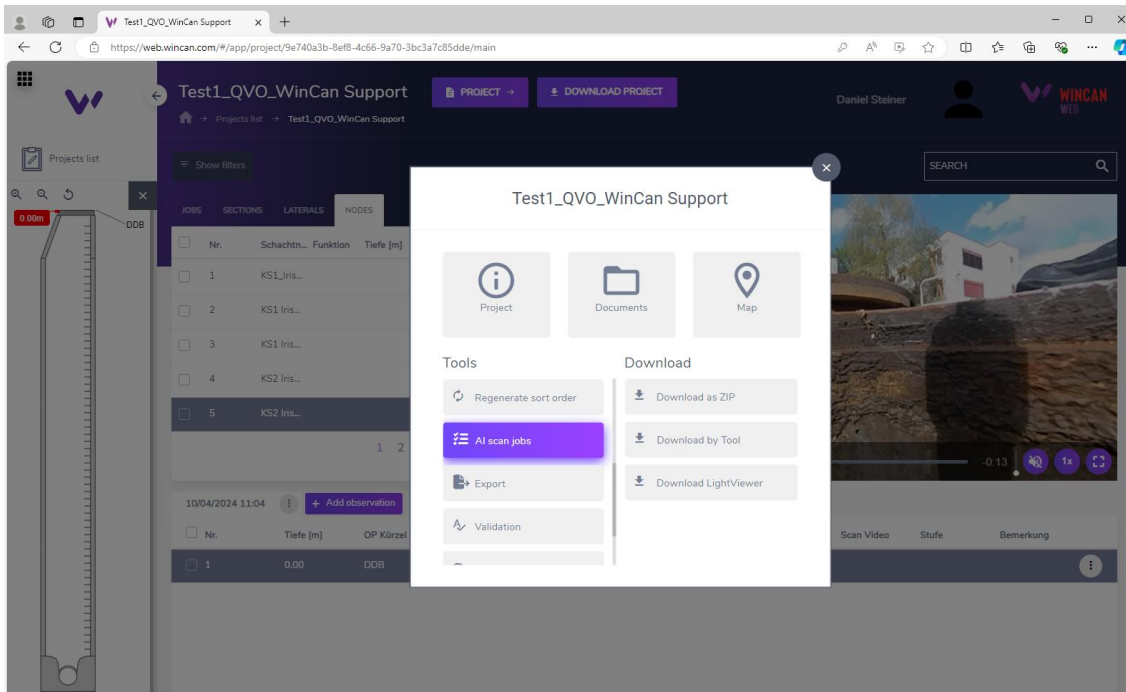 Test1_QVO_WinCan Support
https://web.wincan.com/#/app/project/9e740a3b-8ef8-4c66-9a70-3bc3a7c85dde/main
Test1_QVO_WinCan Support
PROJECT →
DOWNLOAD PROJECT
Daniel Steiner
WINCAN
WEB
→ Projects list → Test1_QVO_WinCan Support
Projects list
Show filters
SEARCH
0.00m
DDB
JOBS SECTIONS LATERALS NODES
Nr. Schachtn... Funktion Tiefe [m]
1 KS1_Iris...
2 KS1 Iris...
3 KS1 Iris...
4 KS2 Iris...
5 KS2 Iris...
1 2
-0:13
1x
10/04/2024 11:04
+ Add observation
Nr. Tiefe [m] OP Kürzel Scan Video Stufe Bemerkung
1 0.00 DDB
Test1_QVO_WinCan Support
Project
Documents
Map
Tools
Regenerate sort order
AI scan jobs
Export
Validation
Download
Download as ZIP
Download by Tool
Download LightViewer